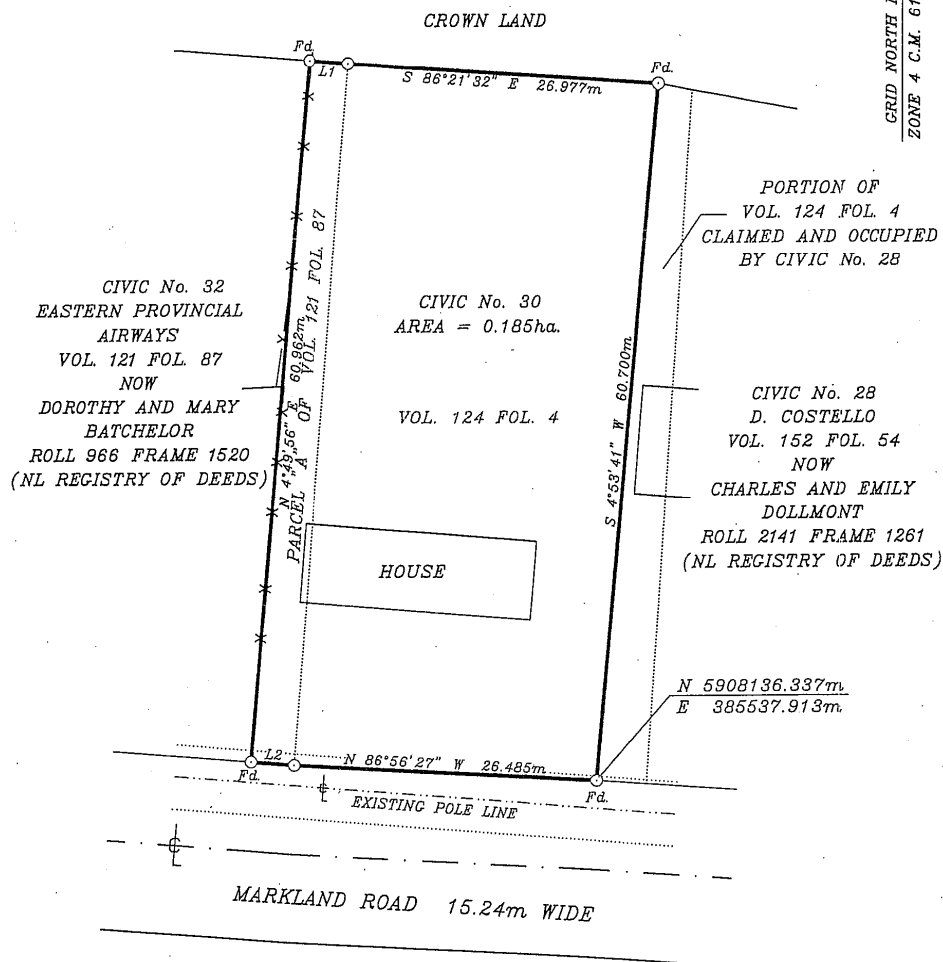 CROWN LAND
GRID NORTH
ZONE 4 C.M. 61
Fd.
L1
S 86°21'32" E 26.977m
Fd.
PORTION OF
VOL. 124 FOL. 4
CLAIMED AND OCCUPIED
BY CIVIC No. 28
CIVIC No. 32
EASTERN PROVINCIAL
AIRWAYS
VOL. 121 FOL. 87
NOW
DOROTHY AND MARY
BATCHELOR
ROLL 966 FRAME 1520
(NL REGISTRY OF DEEDS)
N 4°49'56" E 60.962m
PARCEL "A" OF VOL. 121 FOL. 87
CIVIC No. 30
AREA = 0.185ha.
VOL. 124 FOL. 4
S 4°53'41" W 60.700m
CIVIC No. 28
D. COSTELLO
VOL. 152 FOL. 54
NOW
CHARLES AND EMILY
DOLLMONT
ROLL 2141 FRAME 1261
(NL REGISTRY OF DEEDS)
HOUSE
N 5908136.337m
E 385537.913m
Fd.
L2
N 86°56'27" W 26.485m
Fd.
EXISTING POLE LINE
MARKLAND ROAD 15.24m WIDE